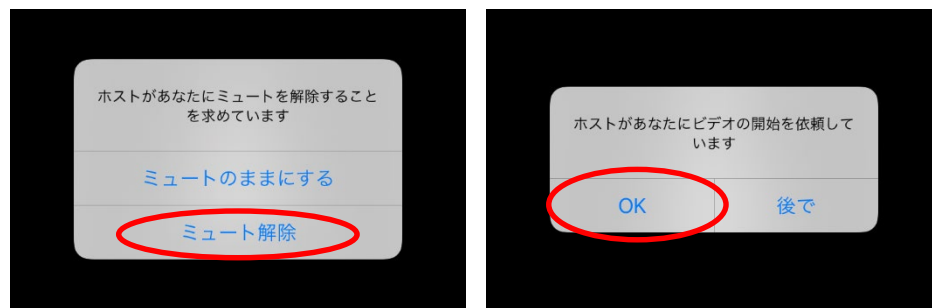 ホストがあなたにミュートを解除すること
を求めています
ミュートのままにする
ミュート解除
ホストがあなたにビデオの開始を依頼して
います
OK
後で